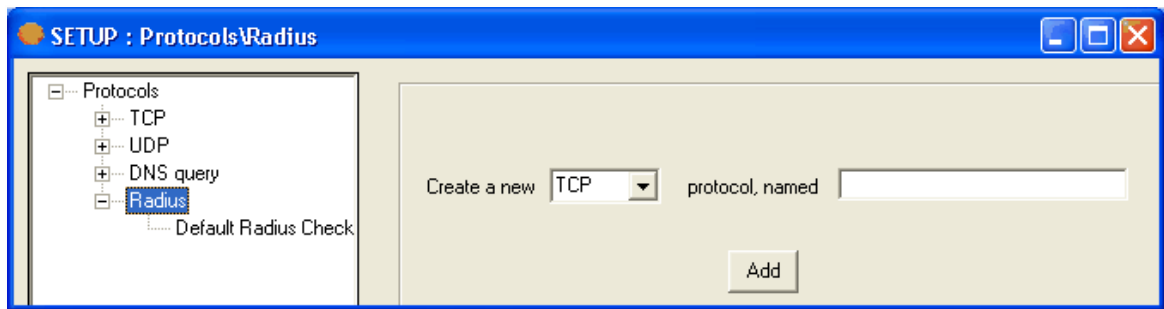 SETUP : Protocols\Radius
Protocols
TCP
UDP
DNS query
Radius
Default Radius Check
Create a new TCP protocol, named
Add